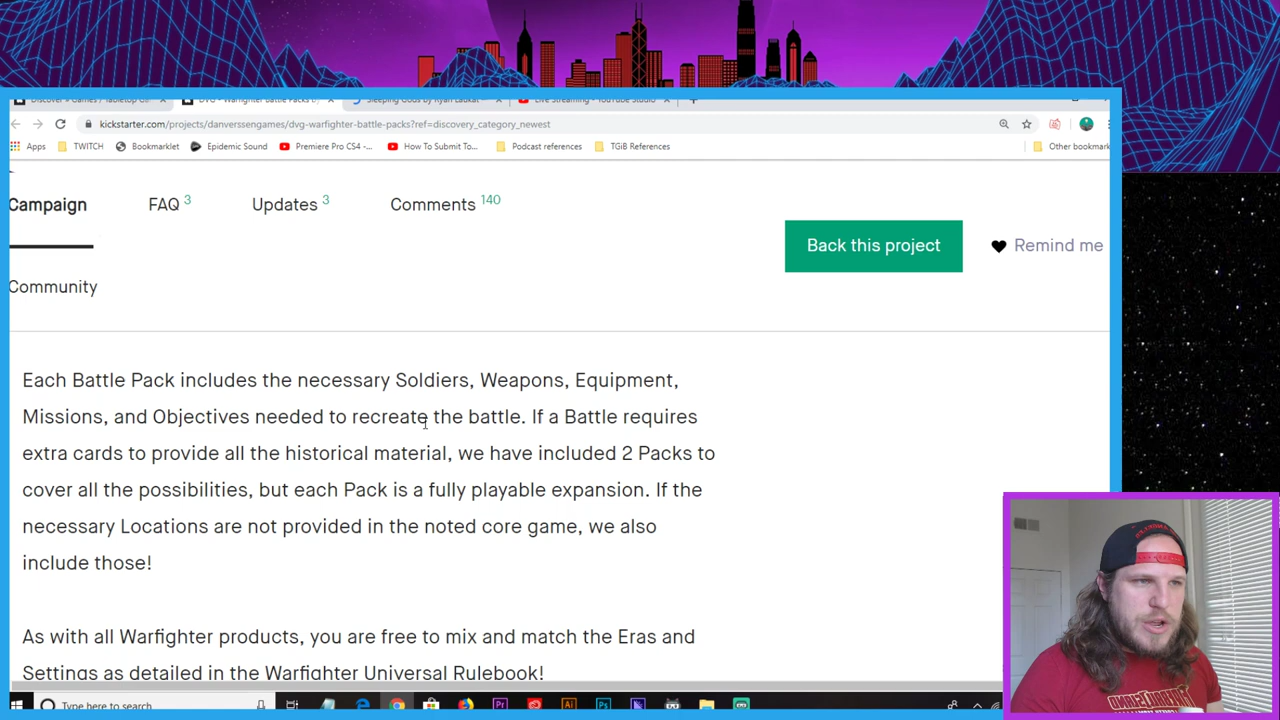 kickstarter.com/projects/danverssengames/dvg-warfighter-battle-packs?ref=discovery_category_newest
Apps TWITCH Bookmarklet Epidemic Sound Premiere Pro CS4 -... How To Submit To... Podcast references TGiB References Other bookmark
Campaign FAQ 3 Updates 3 Comments 140
Back this project Remind me
Community
Each Battle Pack includes the necessary Soldiers, Weapons, Equipment,
Missions, and Objectives needed to recreate the battle. If a Battle requires
extra cards to provide all the historical material, we have included 2 Packs to
cover all the possibilities, but each Pack is a fully playable expansion. If the
necessary Locations are not provided in the noted core game, we also
include those!
As with all Warfighter products, you are free to mix and match the Eras and
Settings as detailed in the Warfighter Universal Rulebook!
Type here to search